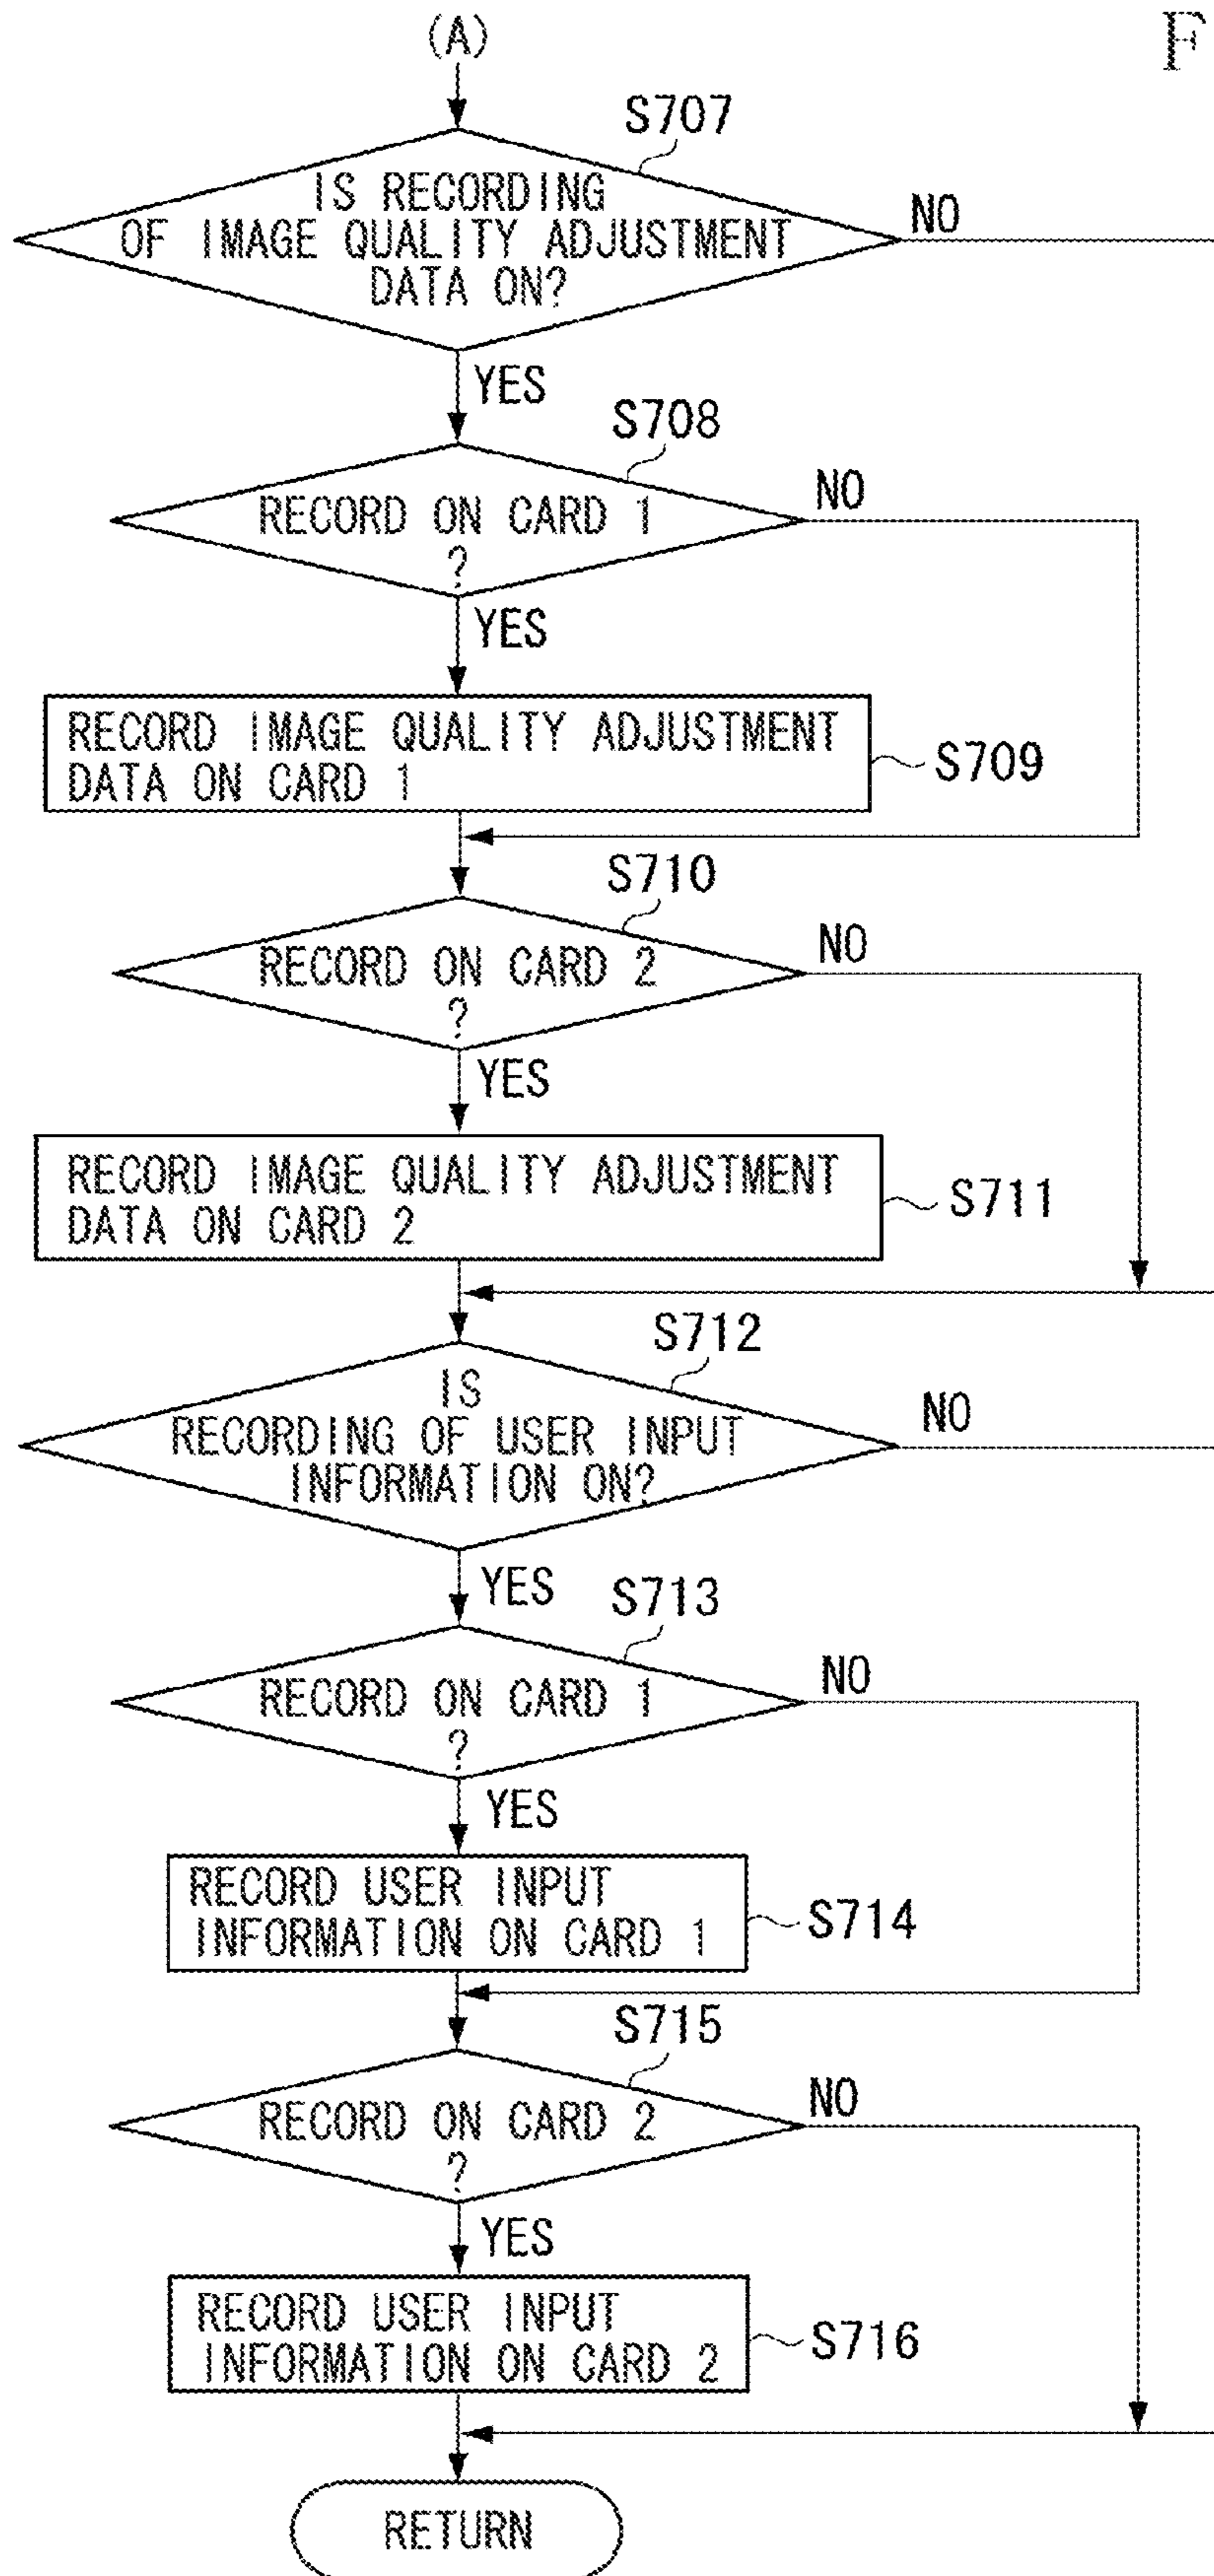 (A)
F
S707
IS RECORDING
OF IMAGE QUALITY ADJUSTMENT
DATA ON?
NO
YES
S708
RECORD ON CARD 1
?
NO
YES
RECORD IMAGE QUALITY ADJUSTMENT
DATA ON CARD 1
S709
S710
RECORD ON CARD 2
?
NO
YES
RECORD IMAGE QUALITY ADJUSTMENT
DATA ON CARD 2
S711
S712
IS
RECORDING OF USER INPUT
INFORMATION ON?
NO
YES
S713
RECORD ON CARD 1
?
NO
YES
RECORD USER INPUT
INFORMATION ON CARD 1
S714
S715
RECORD ON CARD 2
?
NO
YES
RECORD USER INPUT
INFORMATION ON CARD 2
S716
RETURN